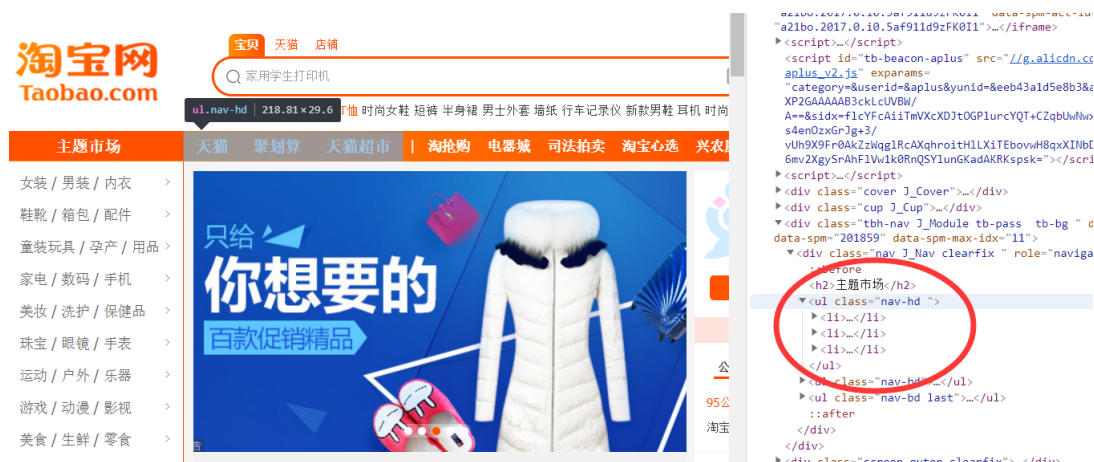 淘宝网
Taobao.com
宝贝 天猫 店铺
家用学生打印机
ul.nav-hd | 218.81×29.6
T恤 时尚女鞋 短裤 半身裙 男士外套 墙纸 行车记录仪 新款男鞋 耳机 时尚
主题市场 天猫 聚划算 天猫超市 | 淘抢购 电器城 司法拍卖 淘宝心选 兴农
女装 / 男装 / 内衣
鞋靴 / 箱包 / 配件
童装玩具 / 孕产 / 用品
家电 / 数码 / 手机
美妆 / 洗护 / 保健品
珠宝 / 眼镜 / 手表
运动 / 户外 / 乐器
游戏 / 动漫 / 影视
美食 / 生鲜 / 零食
只给
你想要的
百款促销精品
公
95公
淘宝
"a21bo.2017.0.i0.5af911d9zFK0I1">…</iframe>
<script>…</script>
<script id="tb-beacon-aplus" src="//g.alicdn.co
aplus_v2.js" exparams=
"category=&userid=&aplus&yunid=&eeb43a1d5e8b3&a
XP2GAAAAAB3ckLcUVBW/
<script>…</script>
<div class="cover J_Cover">…</div>
<div class="cup J_Cup">…</div>
<div class="tbh-nav J_Module tb-pass  tb-bg " d
data-spm="201859" data-spm-max-idx="11">
<div class="nav J_Nav clearfix " role="naviga
::before
<h2>主题市场</h2>
<ul class="nav-hd ">
<li>…</li>
<li>…</li>
<li>…</li>
</ul>
<ul class="nav-bd">…</ul>
<ul class="nav-bd last">…</ul>
::after
</div>
</div>
<div class="screen-outer clearfix">…</div>